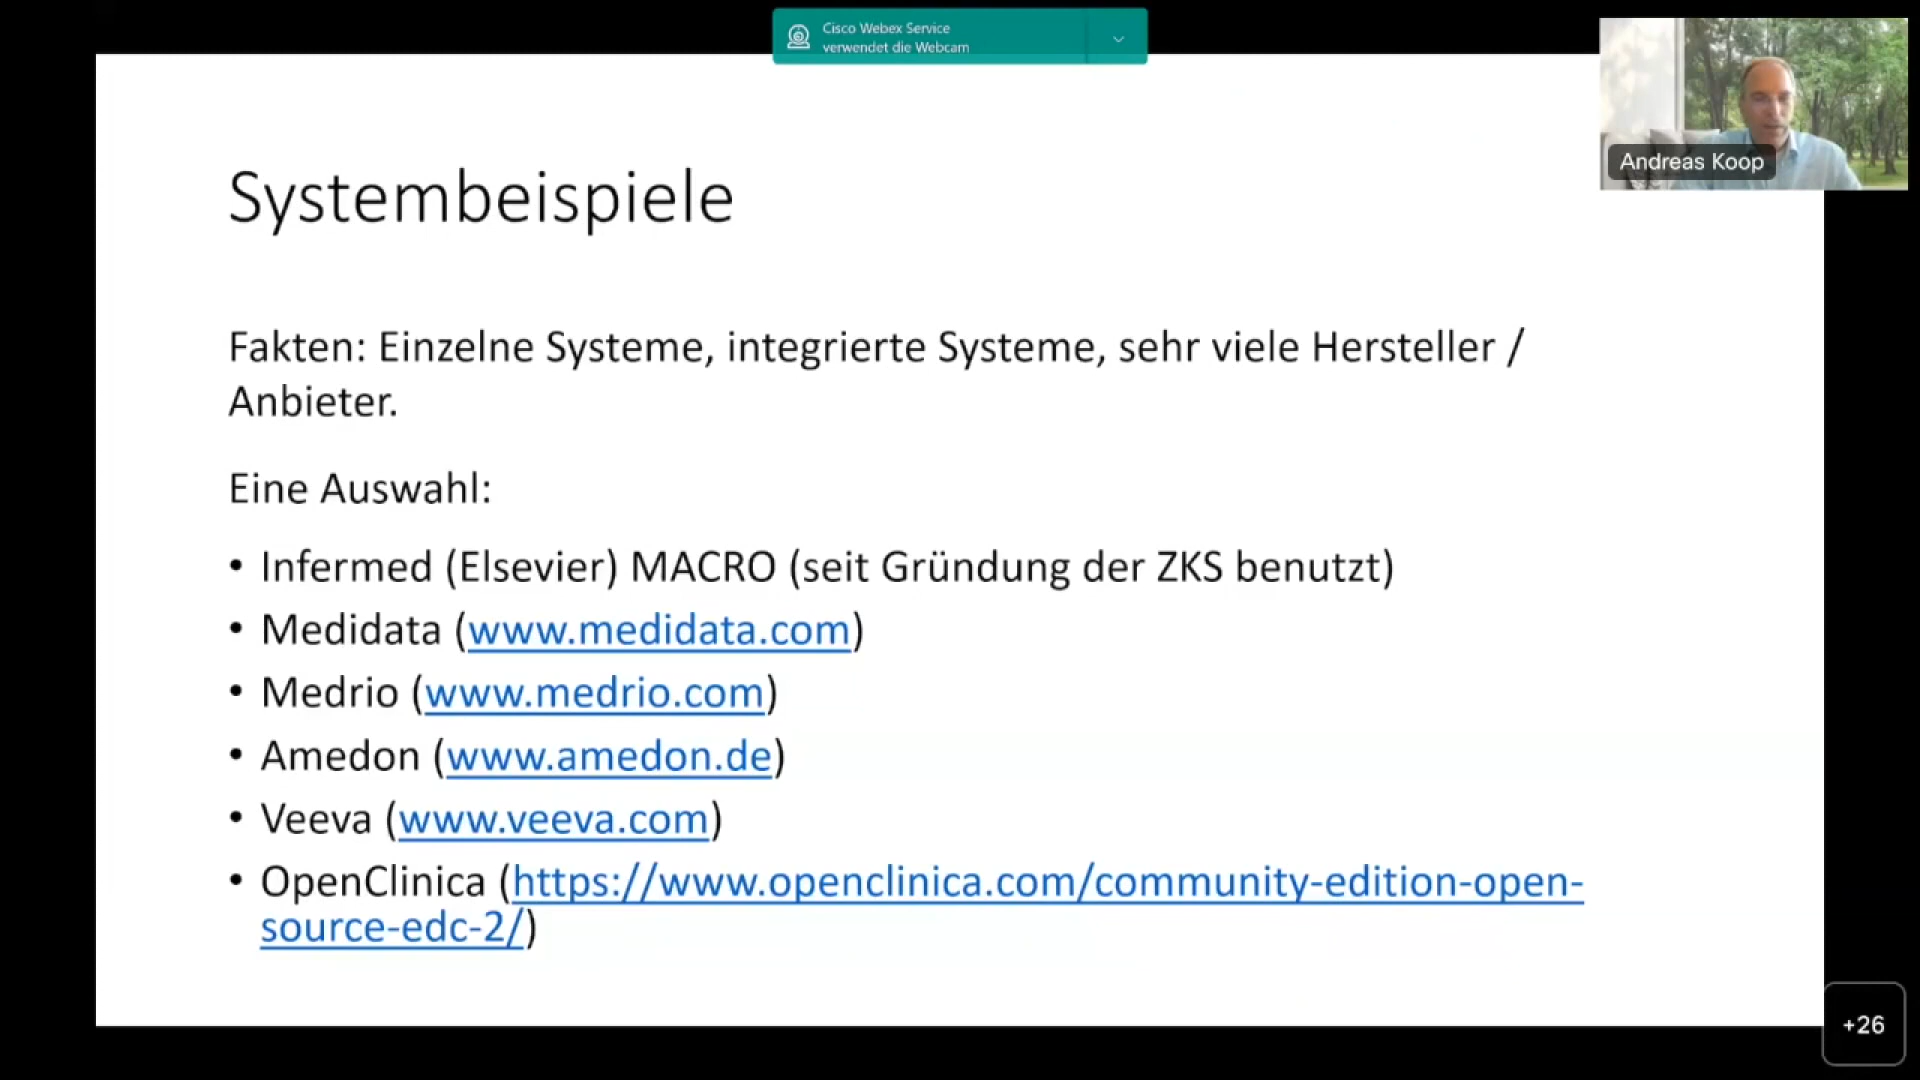 Cisco Webex Service
verwendet die Webcam
Andreas Koop
Systembeispiele
Fakten: Einzelne Systeme, integrierte Systeme, sehr viele Hersteller /
Anbieter.
Eine Auswahl:
• Infermed (Elsevier) MACRO (seit Gründung der ZKS benutzt)
• Medidata (www.medidata.com)
• Medrio (www.medrio.com)
• Amedon (www.amedon.de)
• Veeva (www.veeva.com)
• OpenClinica (https://www.openclinica.com/community-edition-open-
source-edc-2/)
+26